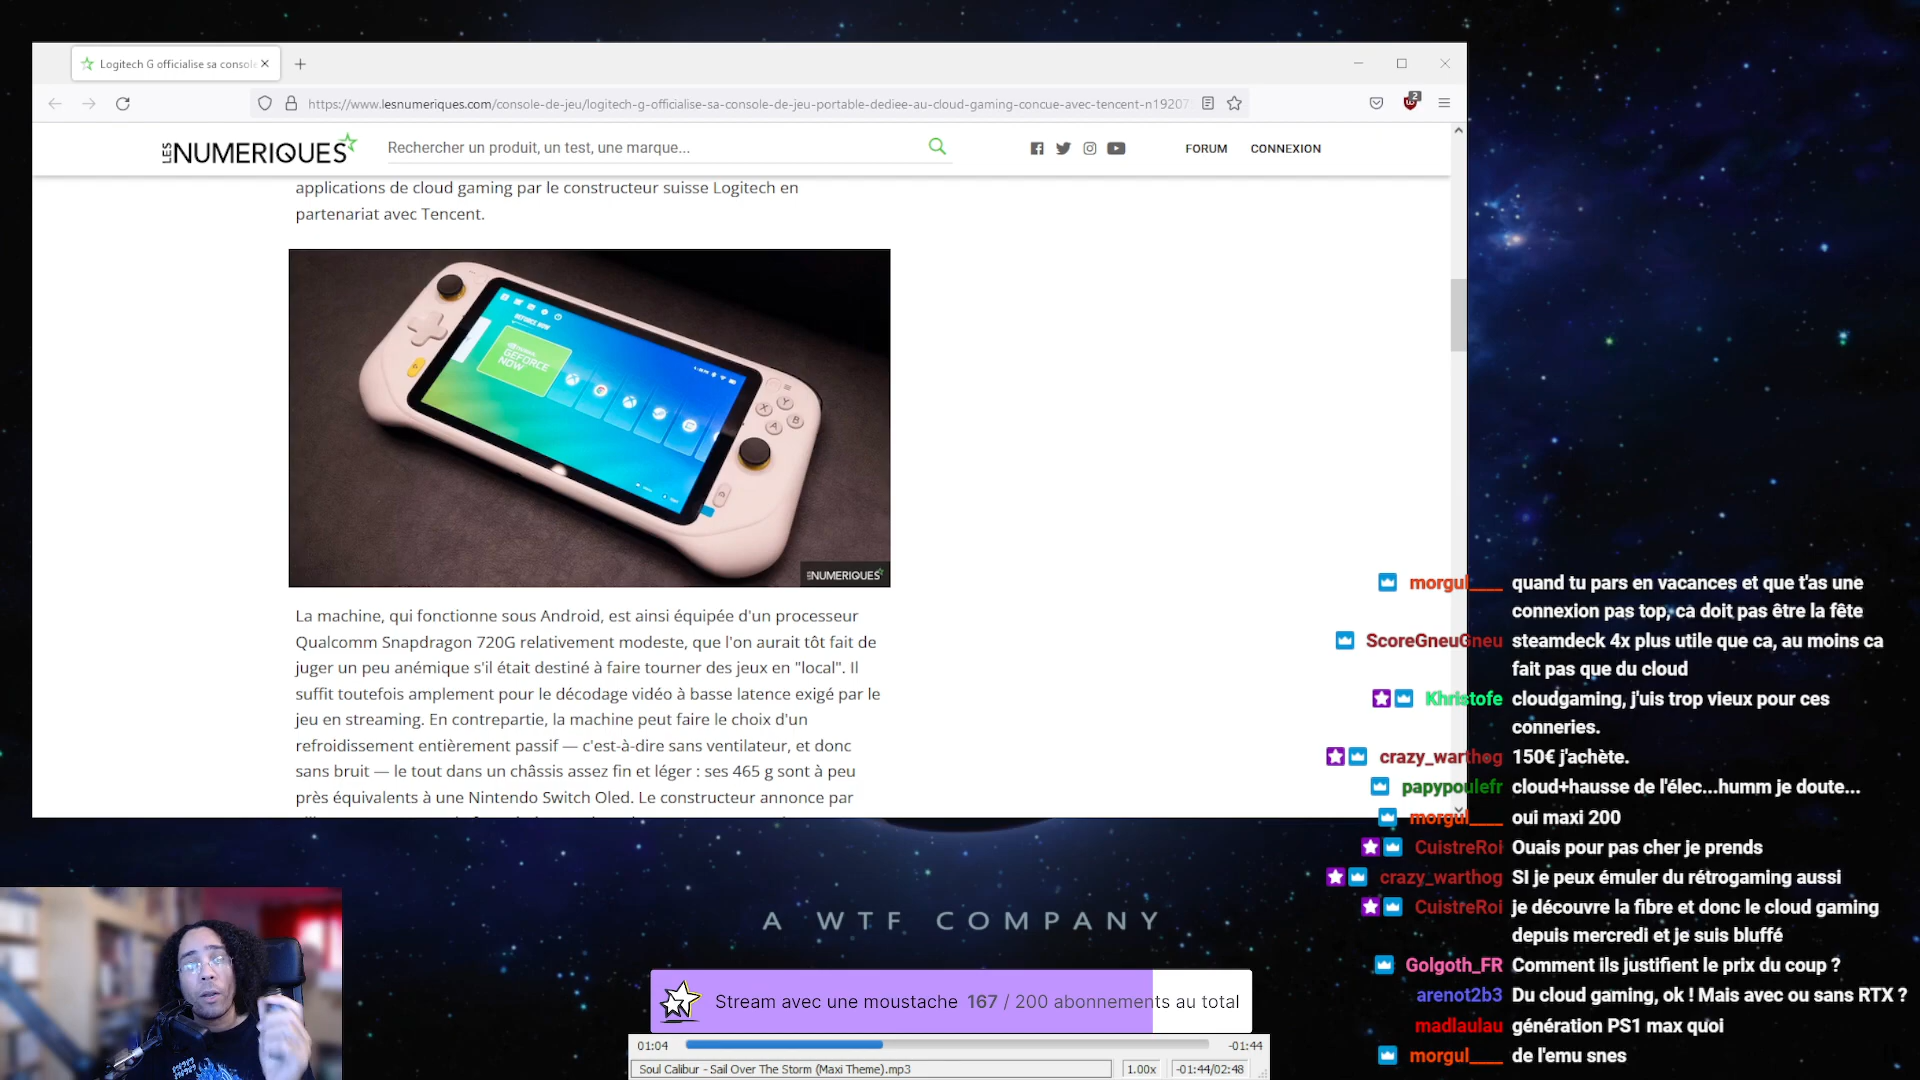 Logitech G officialise sa console
https://www.lesnumeriques.com/console-de-jeu/logitech-g-officialise-sa-console-de-jeu-portable-dediee-au-cloud-gaming-concue-avec-tencent-n19207
2
LES NUMERIQUES
Rechercher un produit, un test, une marque...
FORUM
CONNEXION
applications de cloud gaming par le constructeur suisse Logitech en
partenariat avec Tencent.
GEFORCE NOW
GEFORCE
NOW
X
Y
A
B
LES NUMERIQUES
La machine, qui fonctionne sous Android, est ainsi équipée d'un processeur
Qualcomm Snapdragon 720G relativement modeste, que l'on aurait tôt fait de
juger un peu anémique s'il était destiné à faire tourner des jeux en "local". Il
suffit toutefois amplement pour le décodage vidéo à basse latence exigé par le
jeu en streaming. En contrepartie, la machine peut faire le choix d'un
refroidissement entièrement passif — c'est-à-dire sans ventilateur, et donc
sans bruit — le tout dans un châssis assez fin et léger : ses 465 g sont à peu
près équivalents à une Nintendo Switch Oled. Le constructeur annonce par
morgul____ quand tu pars en vacances et que t'as une
connexion pas top, ca doit pas être la fête
ScoreGneuGneu steamdeck 4x plus utile que ca, au moins ca
fait pas que du cloud
Khristofe cloudgaming, j'uis trop vieux pour ces
conneries.
crazy_warthog 150€ j'achète.
papypoulefr cloud+hausse de l'élec...humm je doute...
morgul____ oui maxi 200
CuistreRoi Ouais pour pas cher je prends
crazy_warthog SI je peux émuler du rétrogaming aussi
CuistreRoi je découvre la fibre et donc le cloud gaming
depuis mercredi et je suis bluffé
Golgoth_FR Comment ils justifient le prix du coup ?
arenot2b3 Du cloud gaming, ok ! Mais avec ou sans RTX ?
madlaulau génération PS1 max quoi
morgul____ de l'emu snes
A WTF COMPANY
Stream avec une moustache 167 / 200 abonnements au total
01:04
-01:44
Soul Calibur - Sail Over The Storm (Maxi Theme).mp3
1.00x
-01:44/02:48